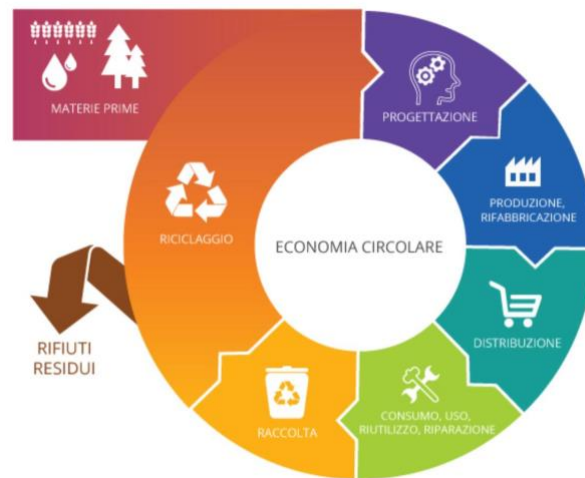 MATERIE PRIME
PROGETTAZIONE
PRODUZIONE,
RIFABBRICAZIONE
RICICLAGGIO
ECONOMIA CIRCOLARE
DISTRIBUZIONE
RIFIUTI
RESIDUI
CONSUMO, USO,
RIUTILIZZO, RIPARAZIONE
RACCOLTA